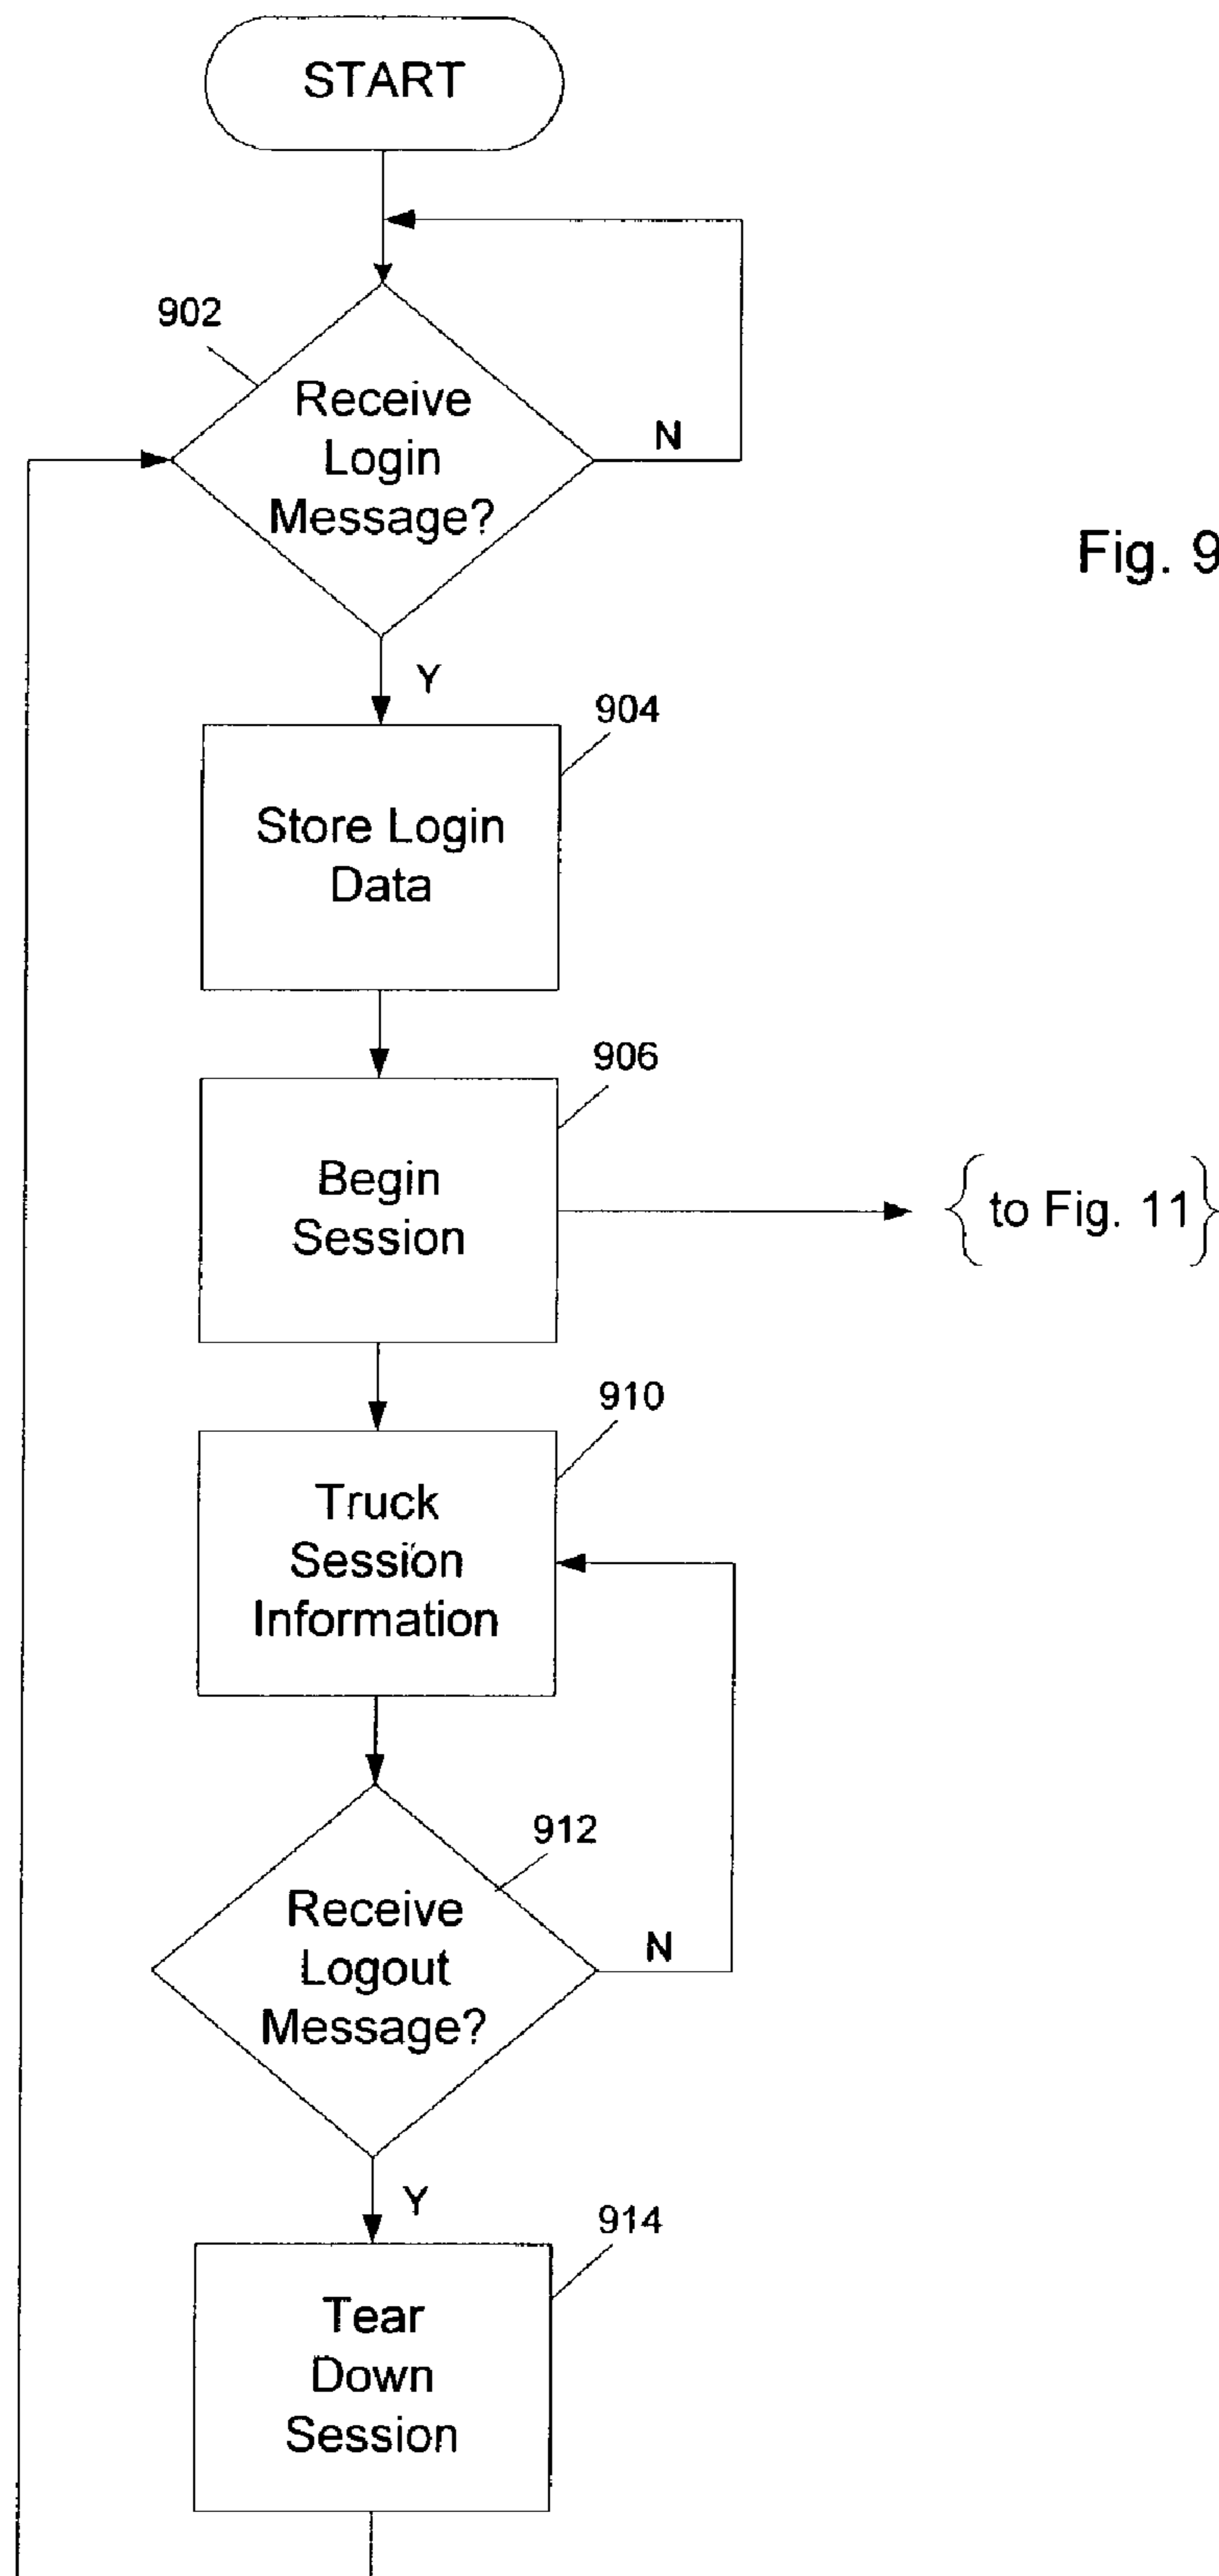 START
902
Receive
Login
Message?
N
Fig. 9
Y
904
Store Login
Data
906
Begin
Session
{to Fig. 11}
910
Truck
Session
Information
912
Receive
Logout
Message?
N
Y
914
Tear
Down
Session